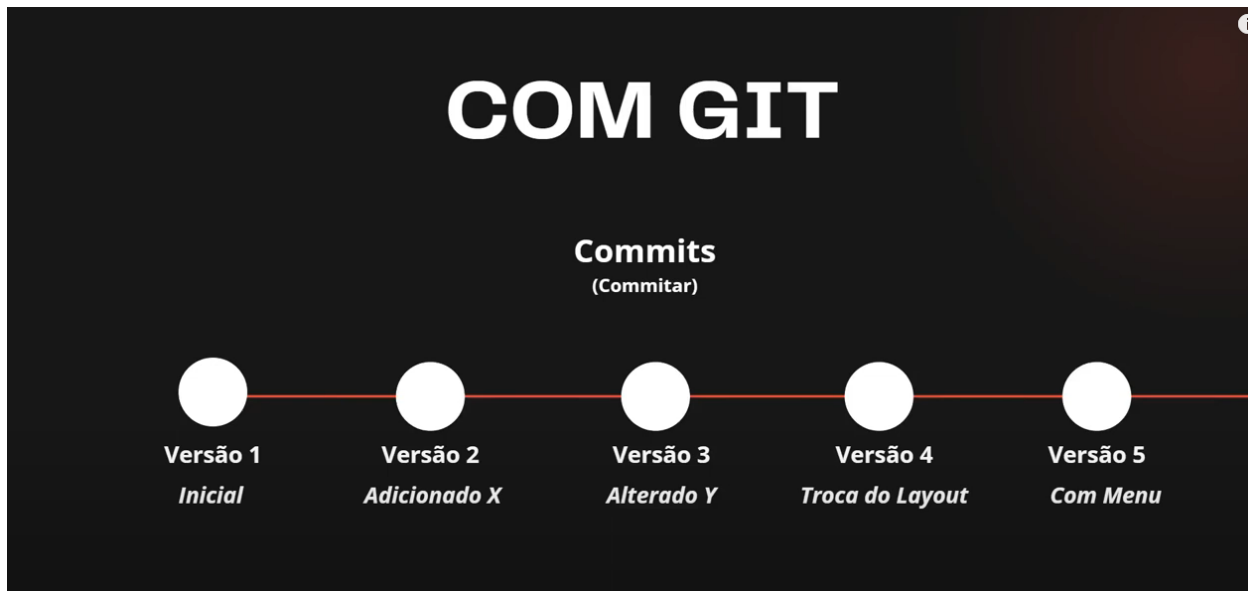 COM GIT
Commits
(Commitar)
Versão 1
Versão 2
Versão 3
Versão 4
Versão 5
Inicial
Adicionado X
Alterado Y
Troca do Layout
Com Menu